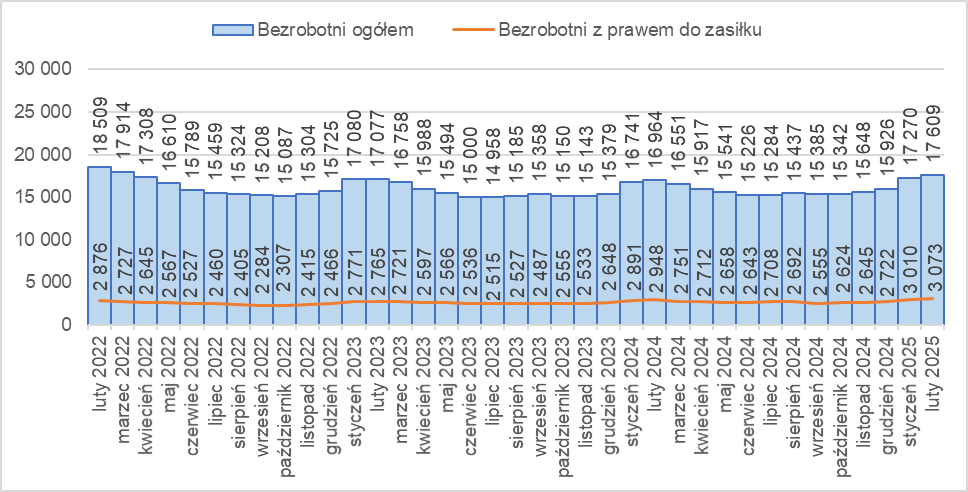 Bezrobotni ogółem
Bezrobotni z prawem do zasiłku
30 000
25 000
20 000
15 000
10 000
5 000
0
18 509
17 914
17 308
16 610
15 789
15 459
15 324
15 208
15 087
15 304
15 725
17 080
17 077
16 758
15 988
15 494
15 000
14 958
15 185
15 358
15 150
15 143
15 379
16 741
16 964
16 551
15 917
15 541
15 226
15 284
15 437
15 385
15 342
15 648
15 926
17 270
17 609
2 876
2 727
2 645
2 567
2 527
2 460
2 405
2 284
2 307
2 415
2 466
2 771
2 765
2 721
2 597
2 566
2 536
2 515
2 527
2 487
2 555
2 533
2 648
2 891
2 948
2 751
2 712
2 658
2 643
2 708
2 692
2 555
2 624
2 645
2 722
3 010
3 073
luty 2022
marzec 2022
kwiecień 2022
maj 2022
czerwiec 2022
lipiec 2022
sierpień 2022
wrzesień 2022
październik 2022
listopad 2022
grudzień 2022
styczeń 2023
luty 2023
marzec 2023
kwiecień 2023
maj 2023
czerwiec 2023
lipiec 2023
sierpień 2023
wrzesień 2023
październik 2023
listopad 2023
grudzień 2023
styczeń 2024
luty 2024
marzec 2024
kwiecień 2024
maj 2024
czerwiec 2024
lipiec 2024
sierpień 2024
wrzesień 2024
październik 2024
listopad 2024
grudzień 2024
styczeń 2025
luty 2025